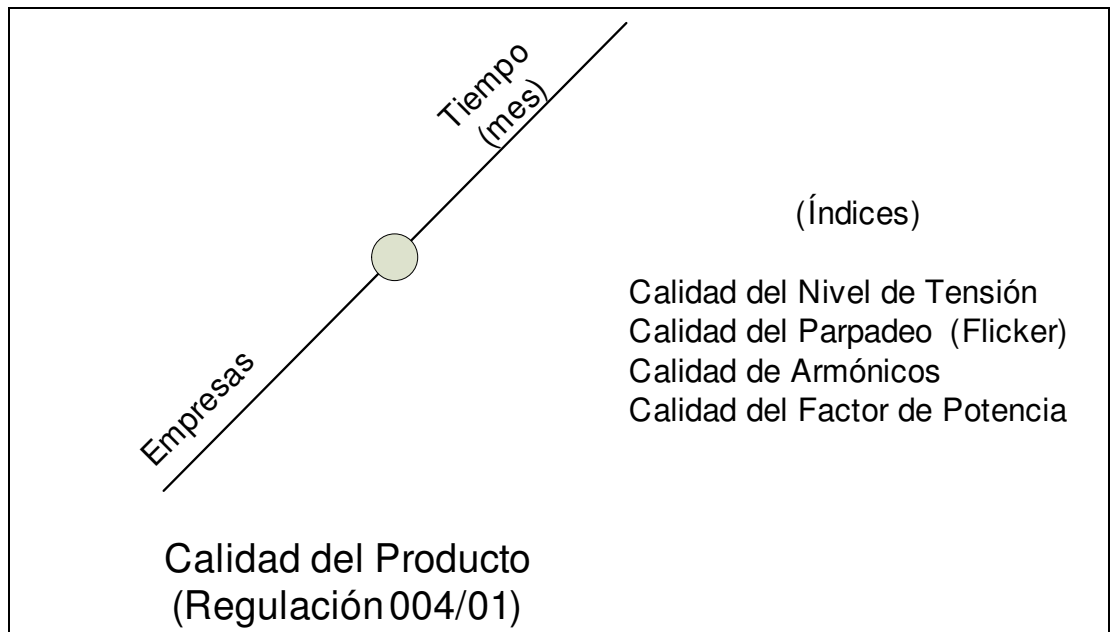 Tiempo
(mes)
(Índices)
Calidad del Nivel de Tensión
Calidad del Parpadeo (Flicker)
Calidad de Armónicos
Calidad del Factor de Potencia
Empresas
Calidad del Producto
(Regulación 004/01)